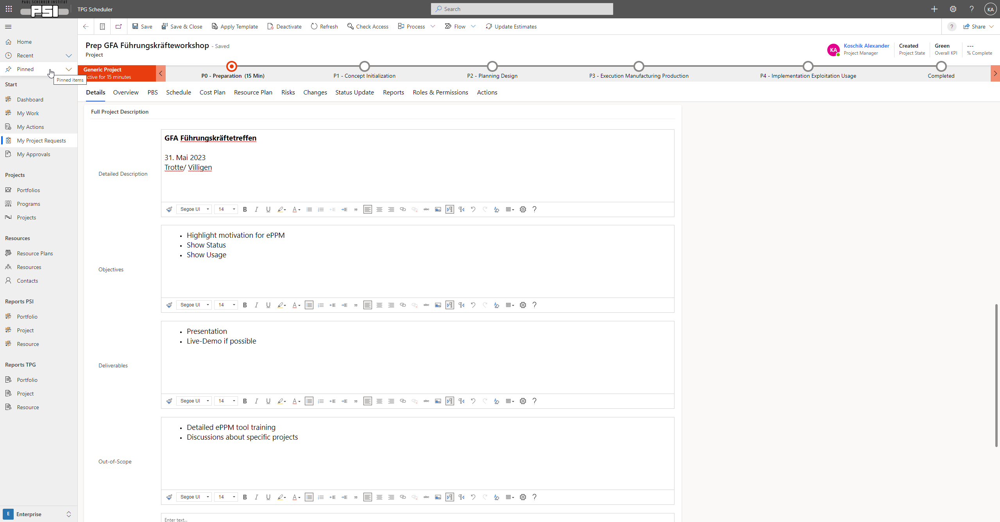 PAUL SCHERRER INSTITUT
PSI
TPG Scheduler
Search
KA
Save
Save & Close
Apply Template
Deactivate
Refresh
Check Access
Process
Flow
Update Estimates
?
Share
Home
Recent
Pinned
Pinned items
Start
Dashboard
My Work
My Actions
My Project Requests
My Approvals
Projects
Portfolios
Programs
Projects
Resources
Resource Plans
Resources
Contacts
Reports PSI
Portfolio
Project
Resource
Reports TPG
Portfolio
Project
Resource
E Enterprise
Prep GFA Führungskräfteworkshop - Saved
Project
KA
Koschik Alexander
Project Manager
Created
Project State
Green
Overall KPI
---
% Complete
Generic Project
ctive for 15 minutes
P0 - Preparation (15 Min)
P1 - Concept Initialization
P2 - Planning Design
P3 - Execution Manufacturing Production
P4 - Implementation Exploitation Usage
Completed
Details
Overview
PBS
Schedule
Cost Plan
Resource Plan
Risks
Changes
Status Update
Reports
Roles & Permissions
Actions
Full Project Description
Detailed Description
GFA Führungskräftetreffen
31. Mai 2023
Trotte/ Villigen
Segoe UI 14 B I U A abc ?
Objectives
• Highlight motivation for ePPM
• Show Status
• Show Usage
Segoe UI 14 B I U A abc ?
Deliverables
• Presentation
• Live-Demo if possible
Segoe UI 14 B I U A abc ?
Out-of-Scope
• Detailed ePPM tool training
• Discussions about specific projects
Segoe UI 14 B I U A abc ?
Enter text...